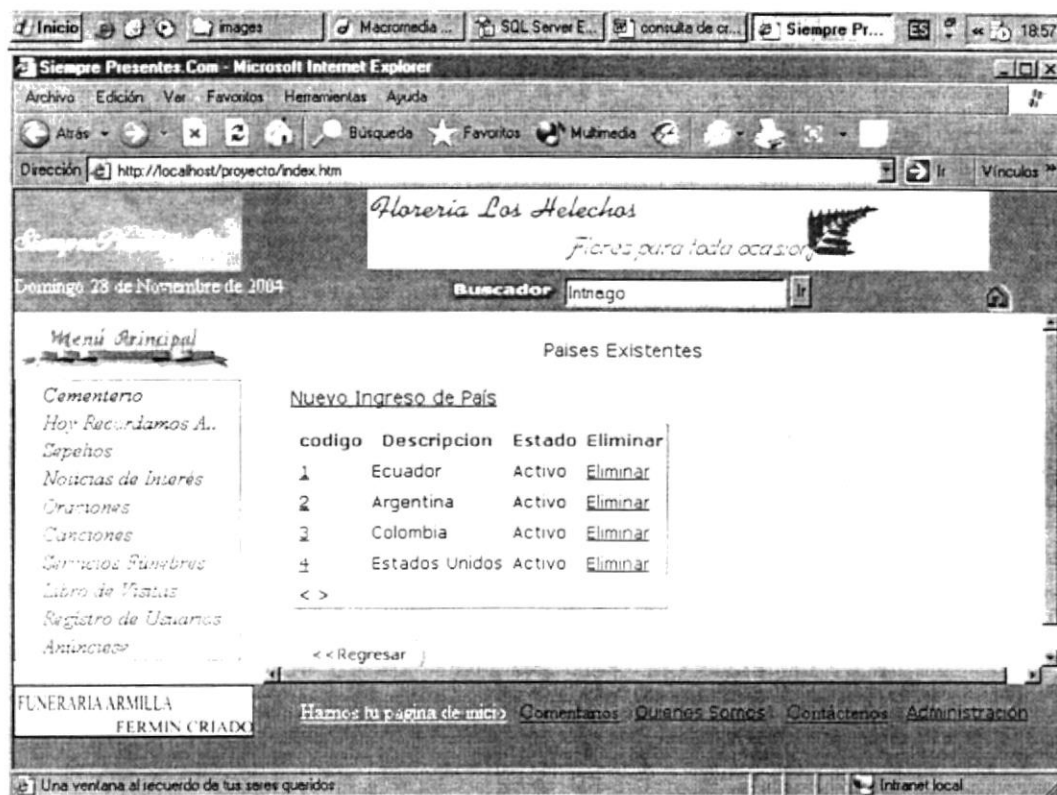 Inicio images Macromedia ... SQL Server E... consulta de cr... Siempre Pr... ES « 18:57
Siempre Presentes.Com - Microsoft Internet Explorer
Archivo Edición Ver Favoritos Herramientas Ayuda
Atrás Búsqueda Favoritos Multimedia
Dirección http://localhost/proyecto/index.htm Ir Vínculos »
Floreria Los Helechos
Flores para toda ocasion
Domingo 28 de Noviembre de 2004
Buscador Intriago Ir
Menú Principal
Paises Existentes
Cementerio
Hoy Recordamos A..
Sepelios
Noticias de Interés
Oraciones
Canciones
Servicios Fúnebres
Libro de Visitas
Registro de Usuarios
Anúnciese
Nuevo Ingreso de País
codigo Descripcion Estado Eliminar
1 Ecuador Activo Eliminar
2 Argentina Activo Eliminar
3 Colombia Activo Eliminar
4 Estados Unidos Activo Eliminar
< >
<<Regresar
FUNERARIA ARMILLA
FERMIN CRIADO
Haznos tu pagina de inicio Comentarios Quienes Somos? Contáctenos Administración
Una ventana al recuerdo de tus seres queridos Intranet local